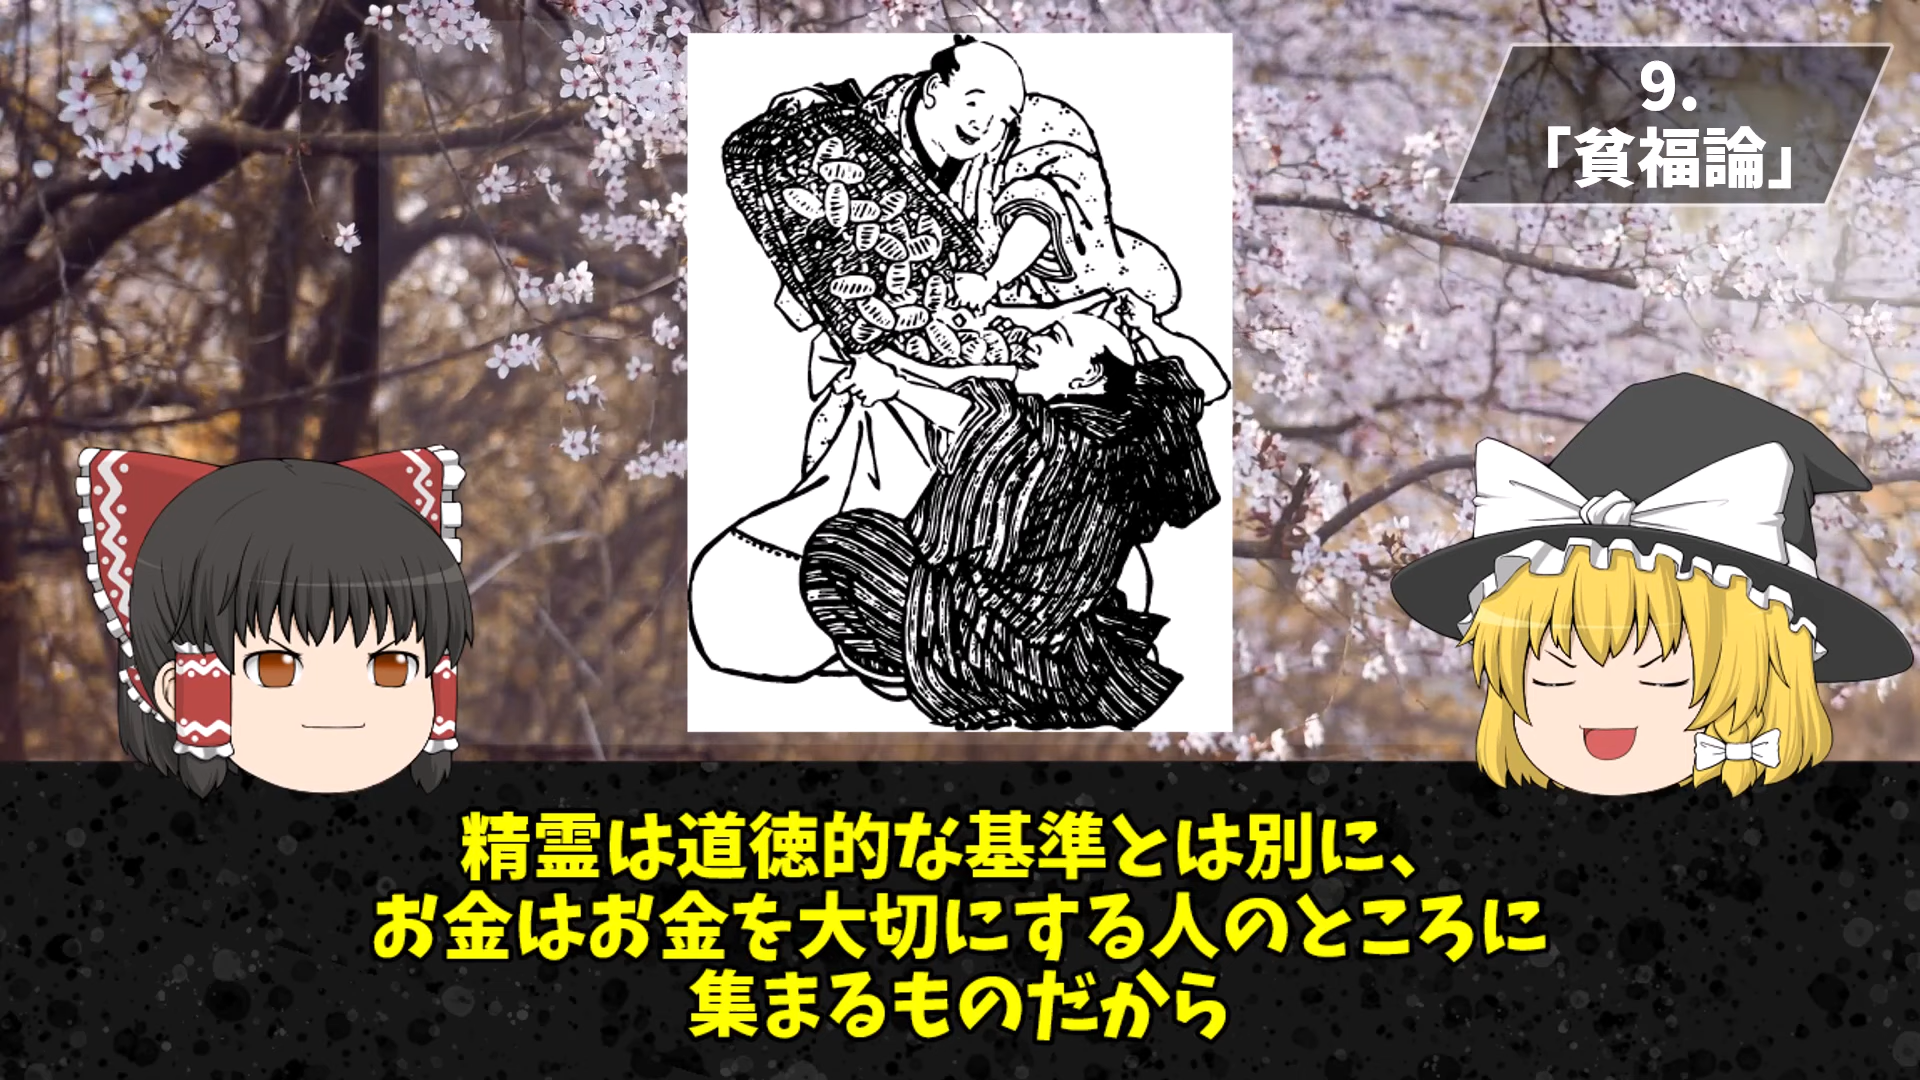 9.
「貧福論」
精霊は道徳的な基準とは別に、
お金はお金を大切にする人のところに
集まるものだから